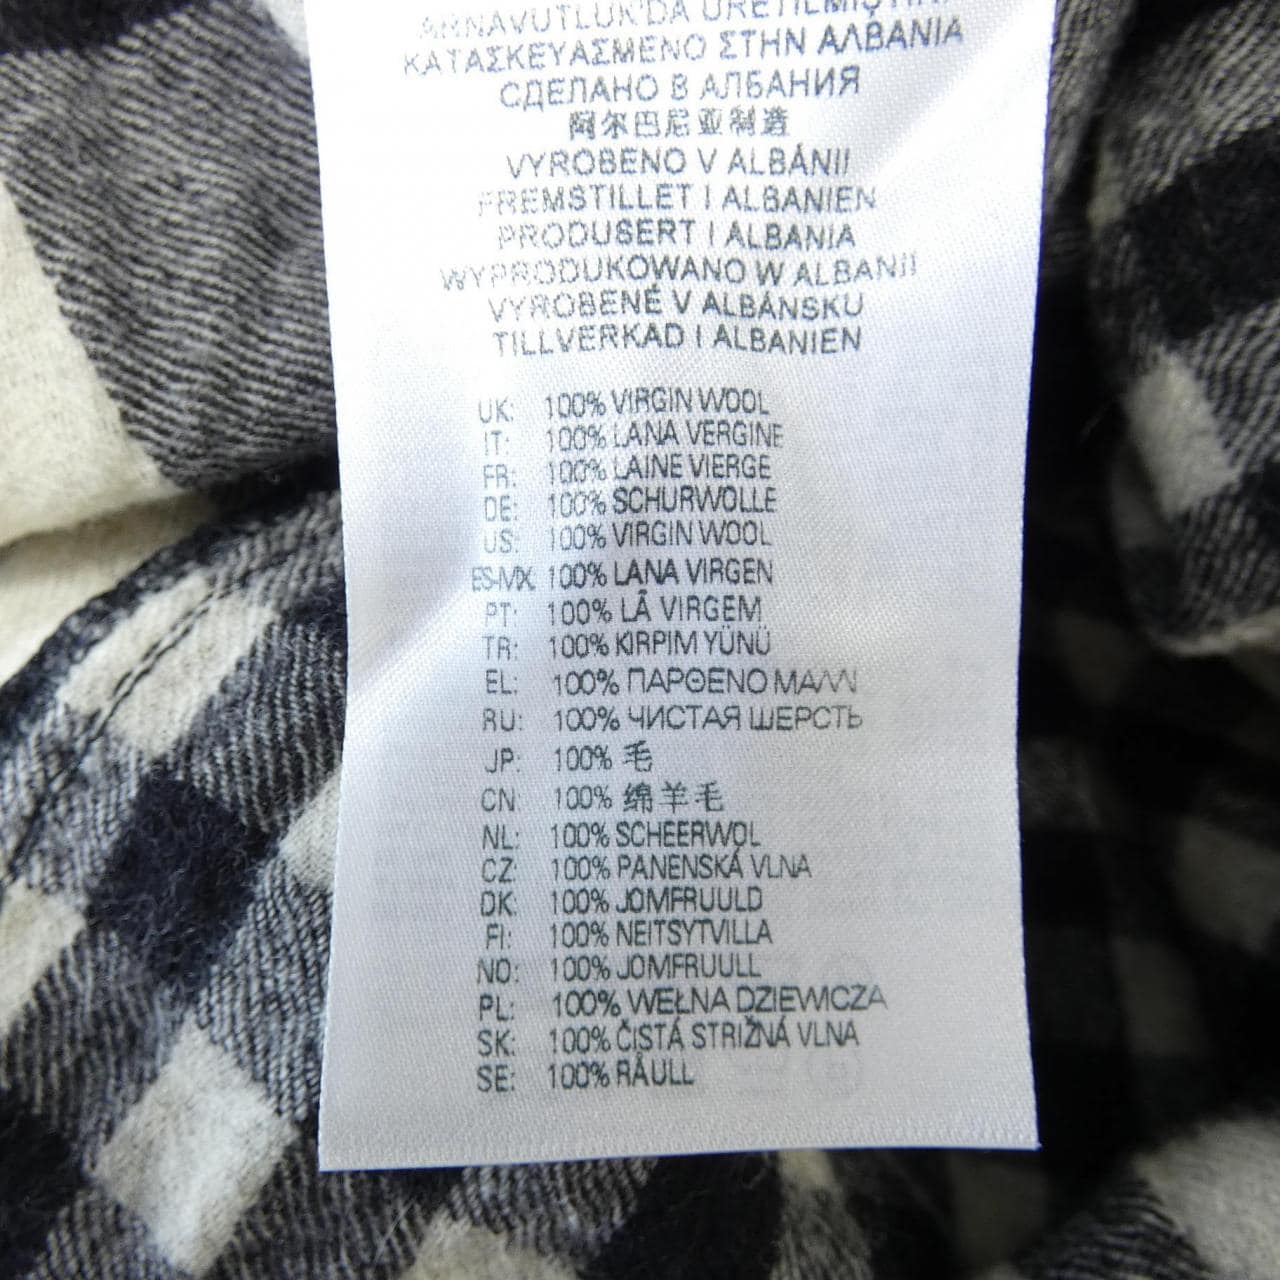 ARNAVUTLUK'DA ÜRETİLMİŞTİR
ΚΑΤΑΣΚΕΥΑΣΜΕΝΟ ΣΤΗΝ ΑΛΒΑΝΙΑ
СДЕЛАНО В АЛБАНИЯ
阿尔巴尼亚制造
VYROBENO V ALBÁNII
FREMSTILLET I ALBANIEN
PRODUSERT I ALBANIA
WYPRODUKOWANO W ALBANII
VYROBENÉ V ALBÁNSKU
TILLVERKAD I ALBANIEN
UK: 100% VIRGIN WOOL
IT: 100% LANA VERGINE
FR: 100% LAINE VIERGE
DE: 100% SCHURWOLLE
US: 100% VIRGIN WOOL
ES-MX: 100% LANA VIRGEN
PT: 100% LÃ VIRGEM
TR: 100% KIRPIM YÜNÜ
EL: 100% ΠΑΡΘΕΝΟ ΜΑΛΛΙ
RU: 100% ЧИСТАЯ ШЕРСТЬ
JP: 100% 毛
CN: 100% 绵羊毛
NL: 100% SCHEERWOL
CZ: 100% PANENSKÁ VLNA
DK: 100% JOMFRUULD
FI: 100% NEITSYTVILLA
NO: 100% JOMFRUULL
PL: 100% WEŁNA DZIEWICZA
SK: 100% ČISTÁ STRIŽNÁ VLNA
SE: 100% RÅULL